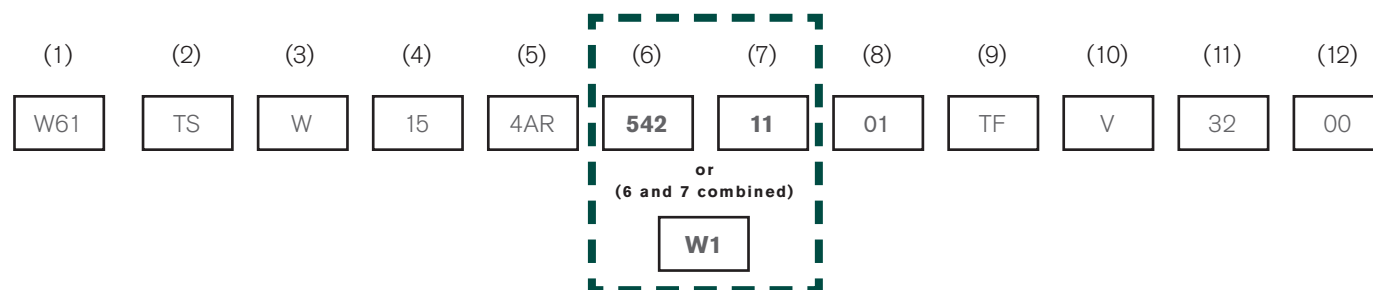 (1) (2) (3) (4) (5) (6) (7) (8) (9) (10) (11) (12)
W61 TS W 15 4AR 542 11 01 TF V 32 00
or
(6 and 7 combined)
W1